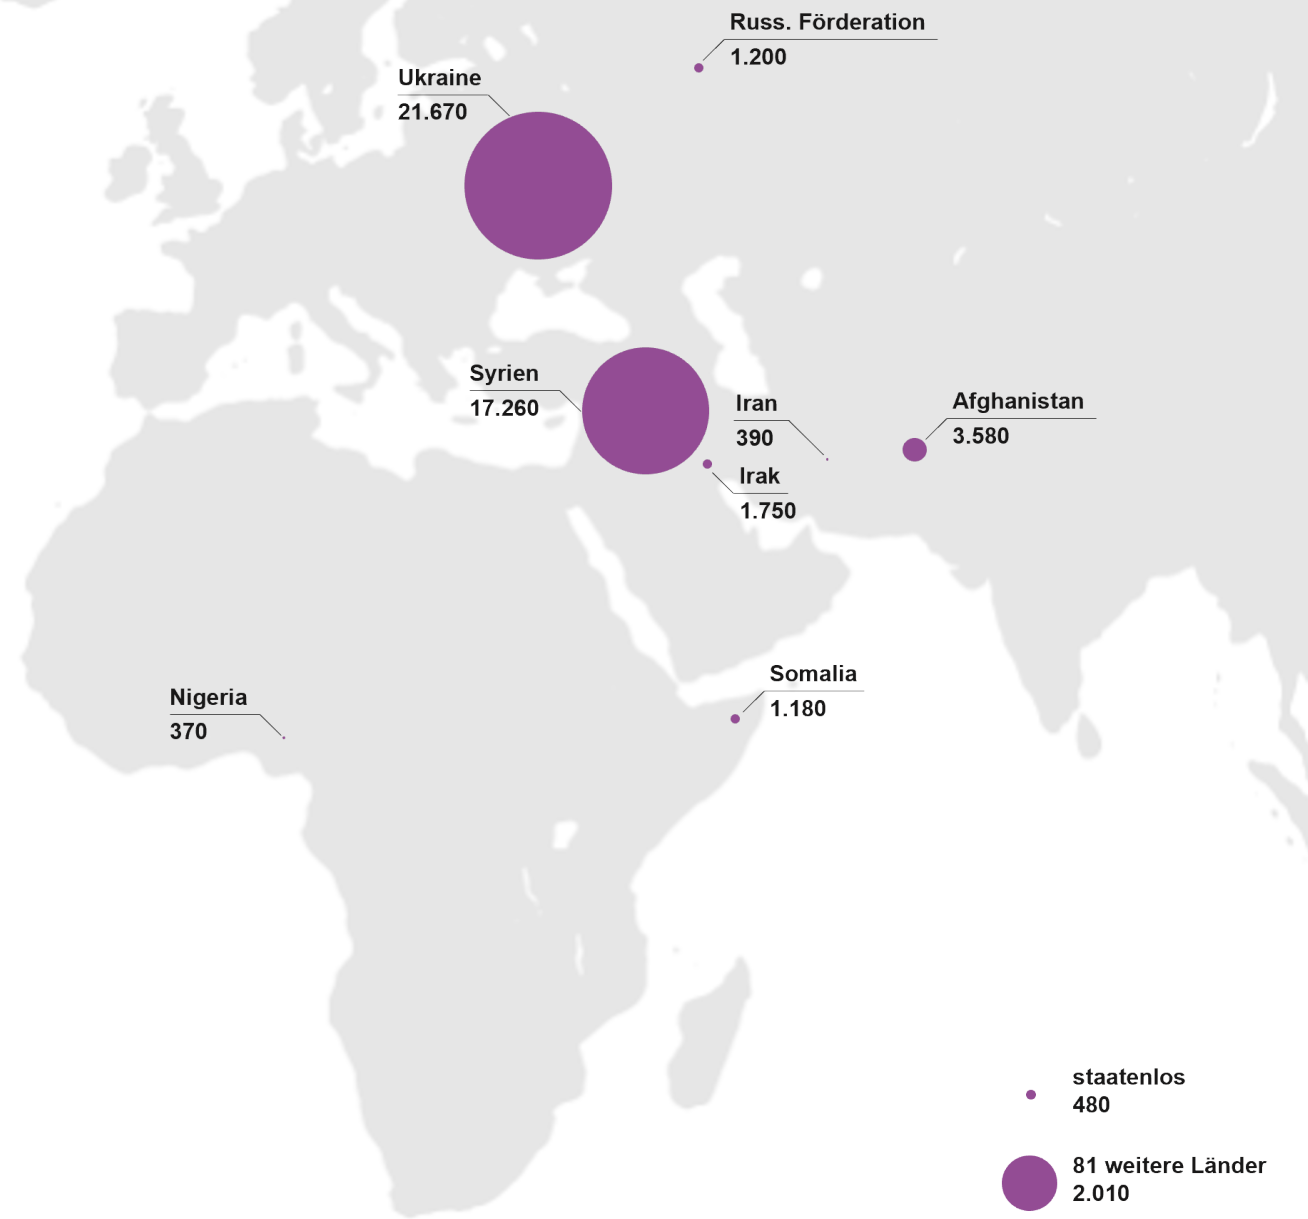 Russ. Förderation
1.200
Ukraine
21.670
Syrien
17.260
Iran
390
Afghanistan
3.580
Irak
1.750
Somalia
1.180
Nigeria
370
staatenlos
480
81 weitere Länder
2.010